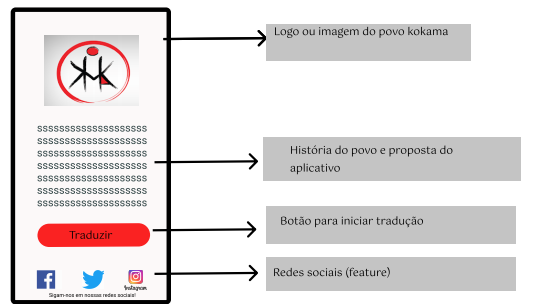 Logo ou imagem do povo kokama
ssssssssssssssssssss
ssssssssssssssssssss
ssssssssssssssssssss
ssssssssssssssssssss
ssssssssssssssssssss
ssssssssssssssssssss
ssssssssssssssssssss
História do povo e proposta do
aplicativo
Traduzir
Botão para iniciar tradução
Instagram
Sigam-nos em nossas redes sociais!
Redes sociais (feature)